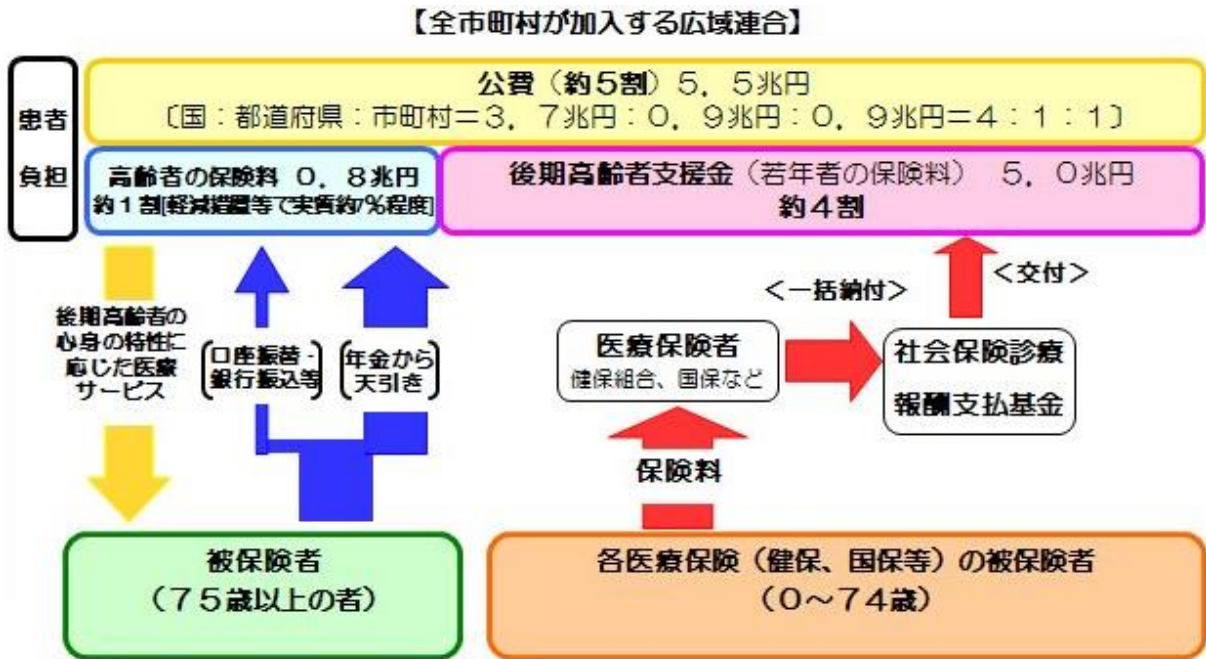 【全市町村が加入する広域連合】
患者
負担
公費（約５割）５．５兆円
〔国：都道府県：市町村＝３．７兆円：０．９兆円：０．９兆円＝４：１：１〕
高齢者の保険料 ０．８兆円
約１割[軽減措置等で実質約7％程度]
後期高齢者支援金（若年者の保険料） ５．０兆円
約４割
後期高齢者の
心身の特性に
応じた医療
サービス
口座振替・
銀行振込等
年金から
天引き
＜一括納付＞
＜交付＞
医療保険者
健保組合、国保など
社会保険診療
報酬支払基金
保険料
被保険者
（７５歳以上の者）
各医療保険（健保、国保等）の被保険者
（０～７４歳）